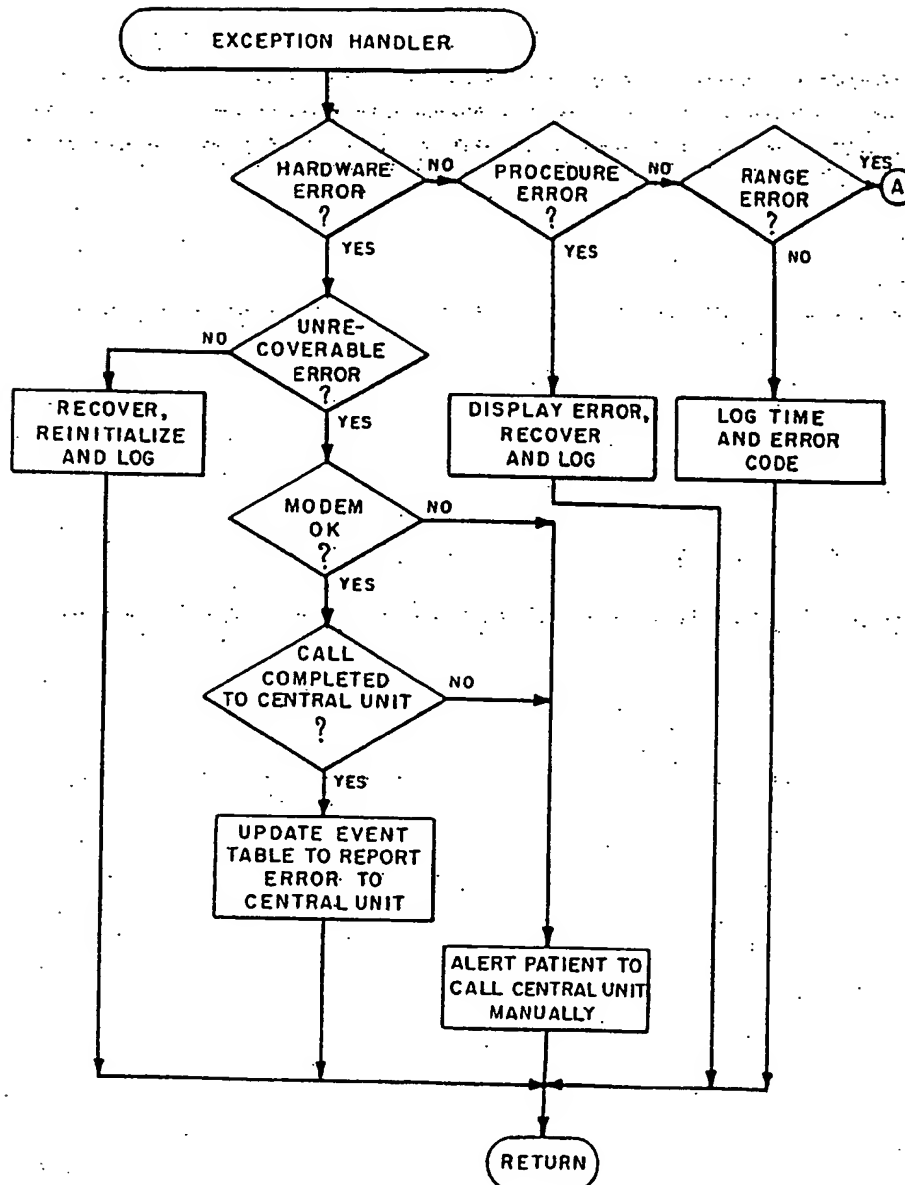 EXCEPTION HANDLER
HARDWARE
ERROR
?
NO
YES
PROCEDURE
ERROR
?
NO
YES
RANGE
ERROR
?
YES
A
NO
UNRE-
COVERABLE
ERROR
?
NO
YES
RECOVER,
REINITIALIZE
AND LOG
DISPLAY ERROR,
RECOVER
AND LOG
LOG TIME
AND ERROR
CODE
MODEM
OK
?
NO
YES
CALL
COMPLETED
TO CENTRAL UNIT
?
NO
YES
UPDATE EVENT
TABLE TO REPORT
ERROR TO
CENTRAL UNIT
ALERT PATIENT TO
CALL CENTRAL UNIT
MANUALLY
RETURN